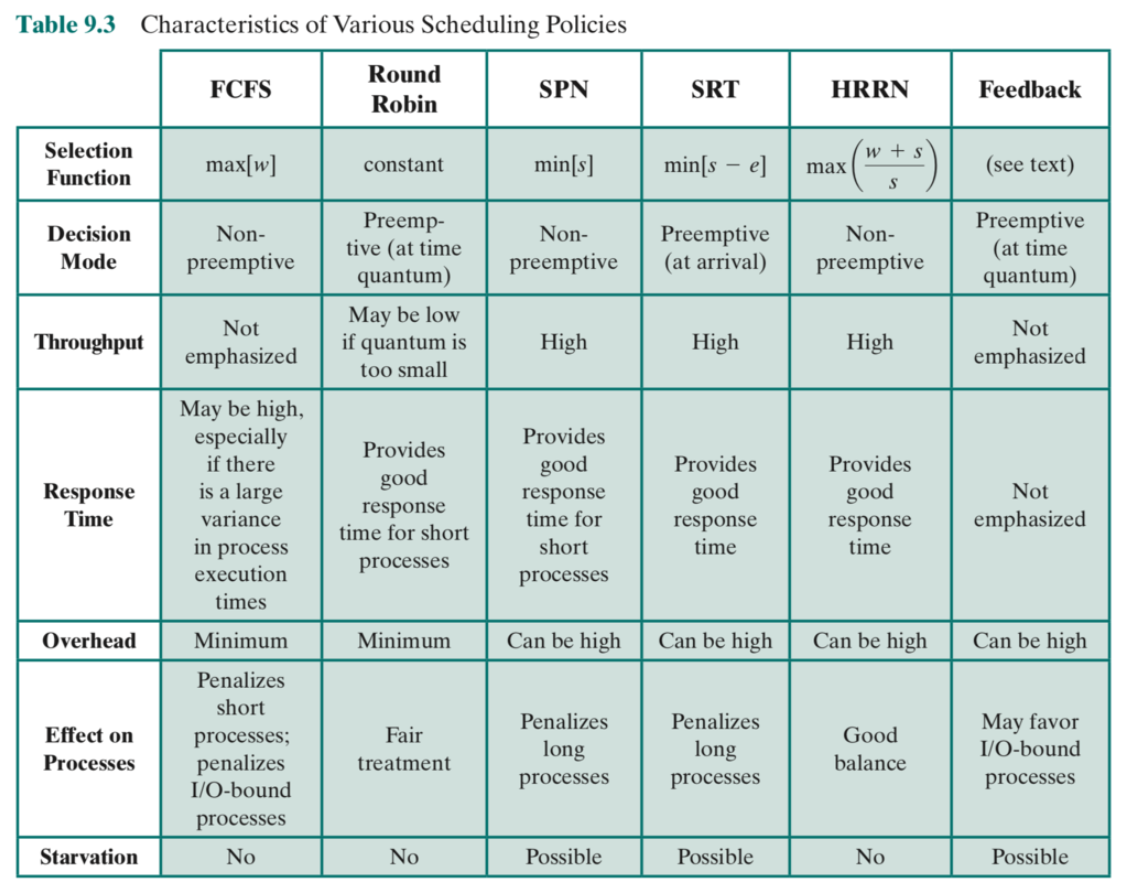 Table 9.3 Characteristics of Various Scheduling Policies
FCFS
Round
Robin
SPN
SRT
HRRN
Feedback
Selection
Function
max[w]
constant
min[s]
min[s − e]
max((w + s)/s)
(see text)
Decision
Mode
Non-
preemptive
Preemp-
tive (at time
quantum)
Non-
preemptive
Preemptive
(at arrival)
Non-
preemptive
Preemptive
(at time
quantum)
Throughput
Not
emphasized
May be low
if quantum is
too small
High
High
High
Not
emphasized
Response
Time
May be high,
especially
if there
is a large
variance
in process
execution
times
Provides
good
response
time for short
processes
Provides
good
response
time for
short
processes
Provides
good
response
time
Provides
good
response
time
Not
emphasized
Overhead
Minimum
Minimum
Can be high
Can be high
Can be high
Can be high
Effect on
Processes
Penalizes
short
processes;
penalizes
I/O-bound
processes
Fair
treatment
Penalizes
long
processes
Penalizes
long
processes
Good
balance
May favor
I/O-bound
processes
Starvation
No
No
Possible
Possible
No
Possible